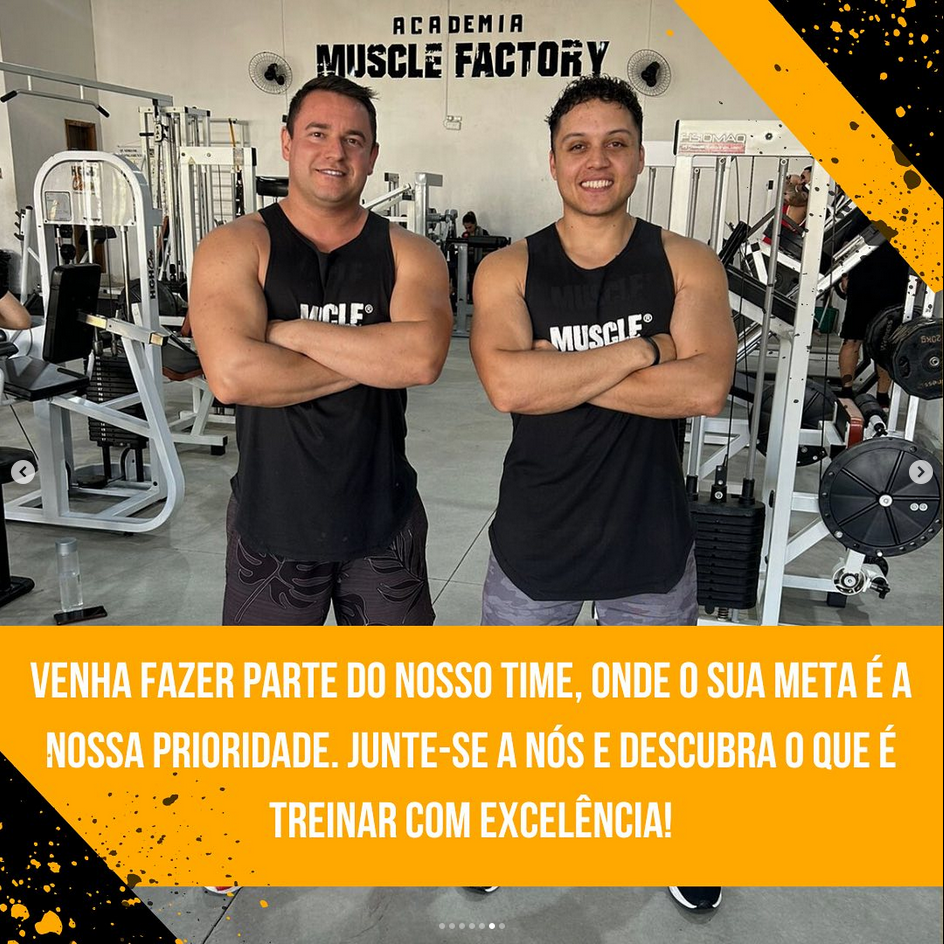 ACADEMIA
MUSCLE FACTORY
MUSCLE®
VENHA FAZER PARTE DO NOSSO TIME, ONDE O SUA META É A
NOSSA PRIORIDADE. JUNTE-SE A NÓS E DESCUBRA O QUE É
TREINAR COM EXCELÊNCIA!
20KG